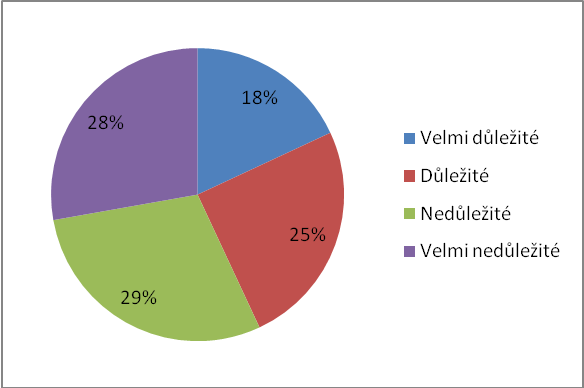 18%
25%
29%
28%
Velmi důležité
Důležité
Nedůležité
Velmi nedůležité